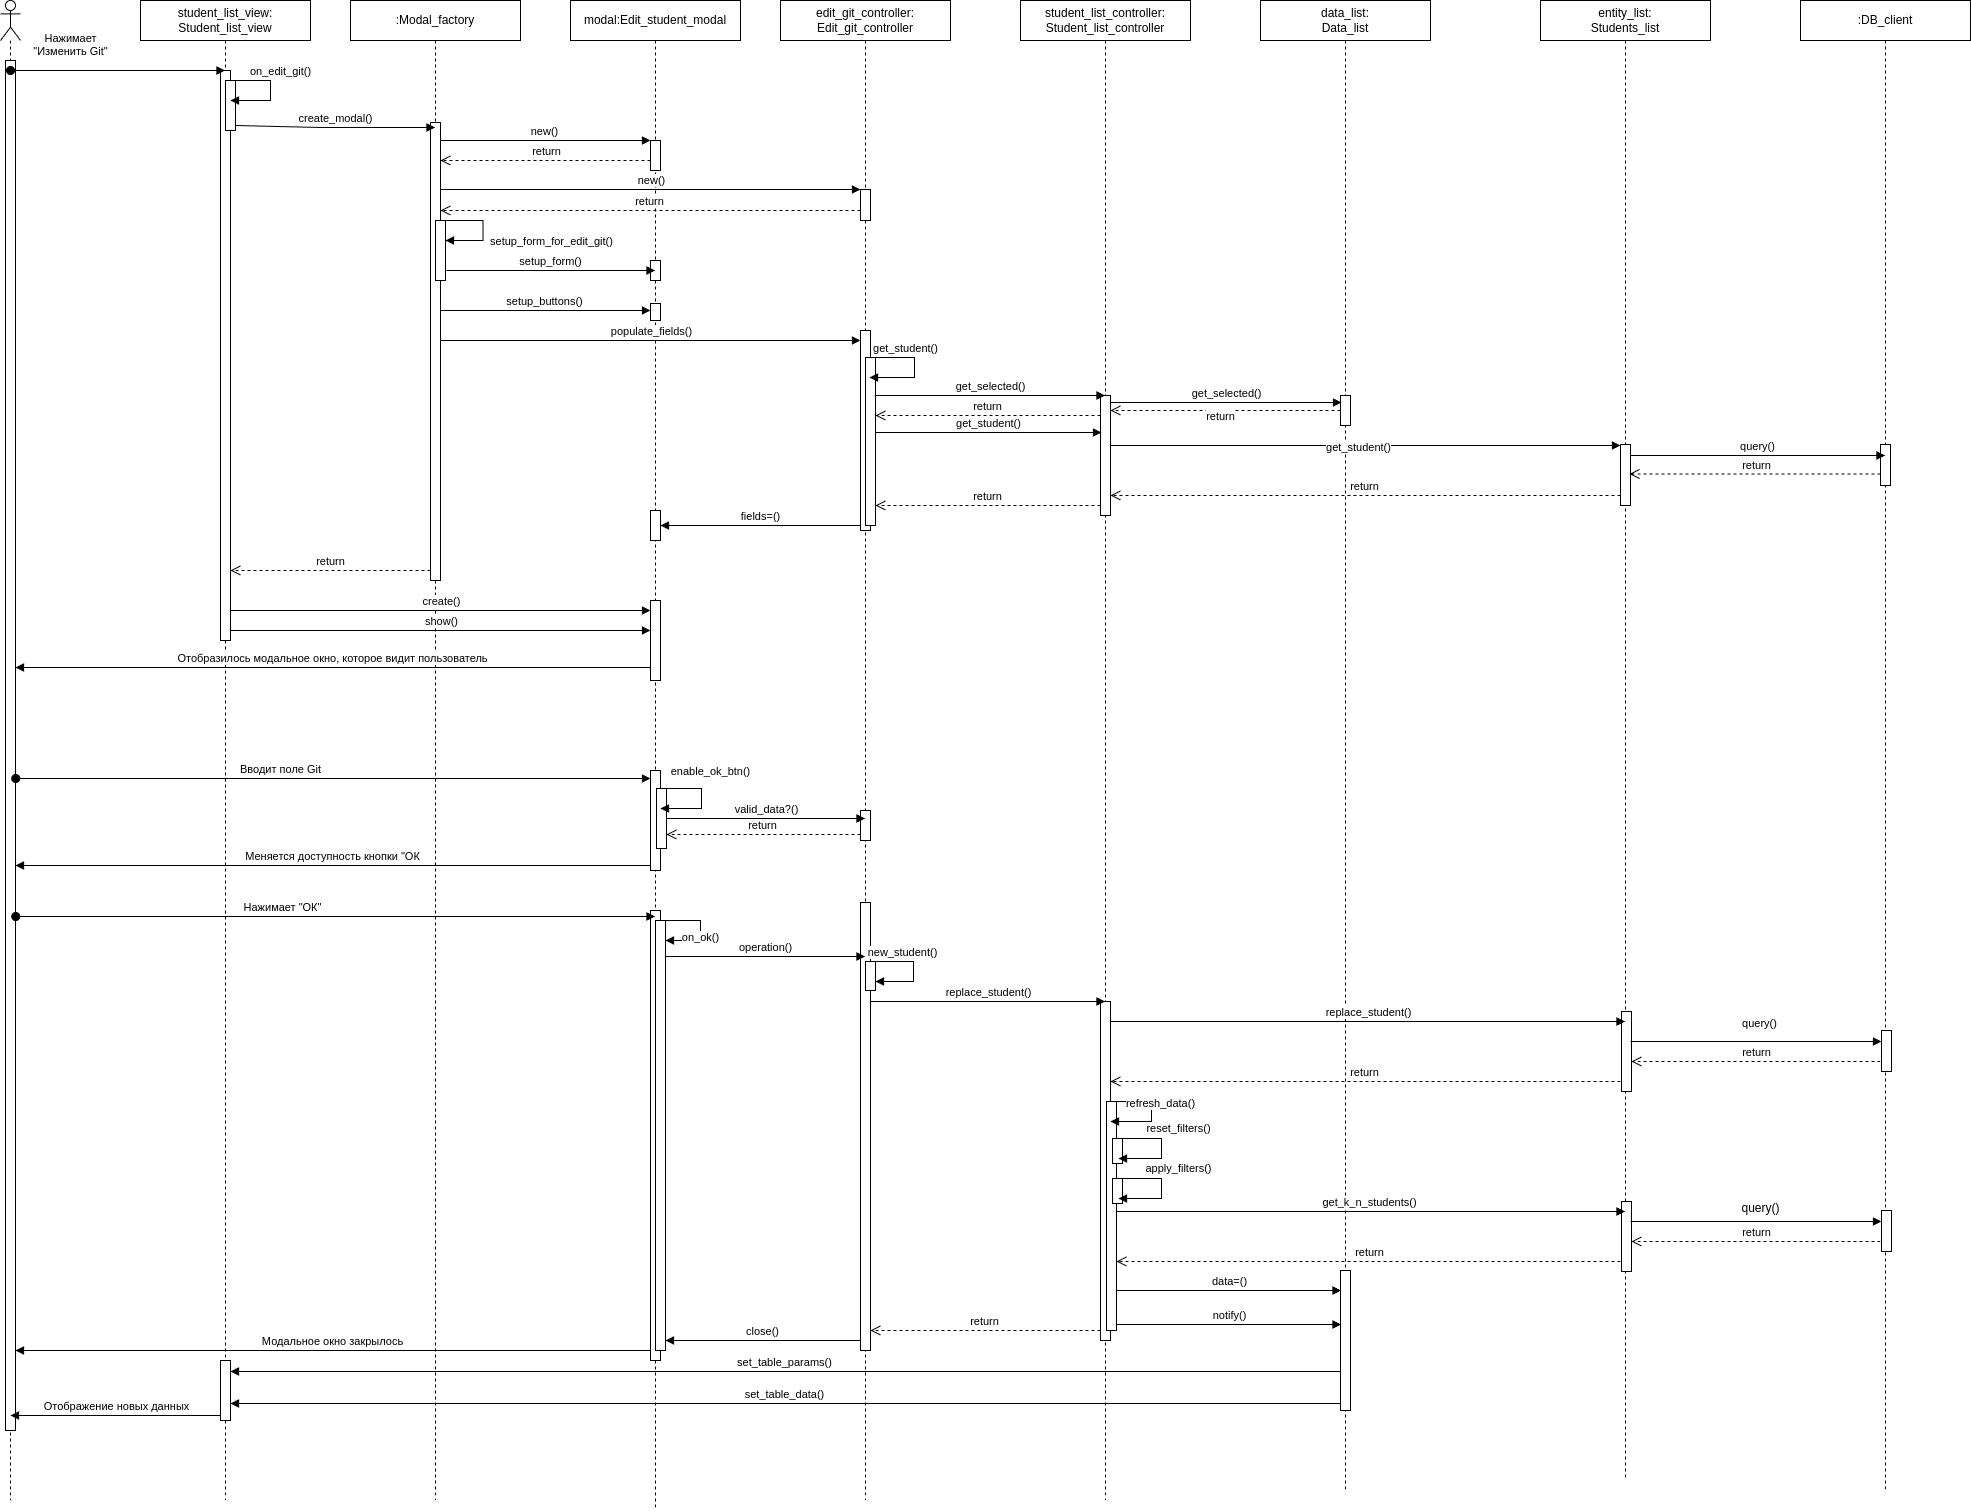 student_list_view:
Student_list_view
:Modal_factory
modal:Edit_student_modal
edit_git_controller:
Edit_git_controller
student_list_controller:
Student_list_controller
data_list:
Data_list
entity_list:
Students_list
:DB_client
Нажимает
"Изменить Git"
on_edit_git()
create_modal()
new()
return
new()
return
setup_form_for_edit_git()
setup_form()
setup_buttons()
populate_fields()
get_student()
get_selected()
get_selected()
return
return
get_student()
get_student()
query()
return
return
return
fields=()
return
create()
show()
Отобразилось модальное окно, которое видит пользователь
Вводит поле Git
enable_ok_btn()
valid_data?()
return
Меняется доступность кнопки "ОК
Нажимает "ОК"
on_ok()
operation()
new_student()
replace_student()
replace_student()
query()
return
return
refresh_data()
reset_filters()
apply_filters()
get_k_n_students()
query()
return
return
data=()
notify()
return
close()
Модальное окно закрылось
set_table_params()
set_table_data()
Отображение новых данных